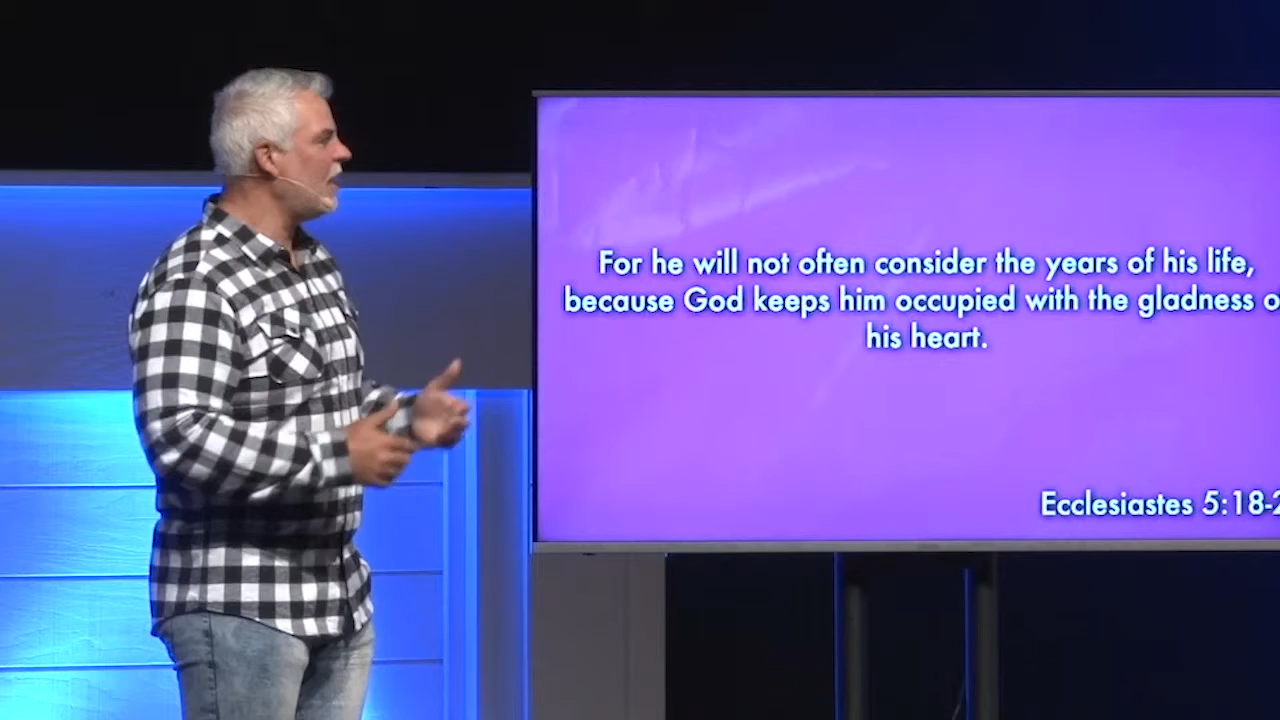 For he will not often consider the years of his life,
because God keeps him occupied with the gladness
his heart.
Ecclesiastes 5:18-2